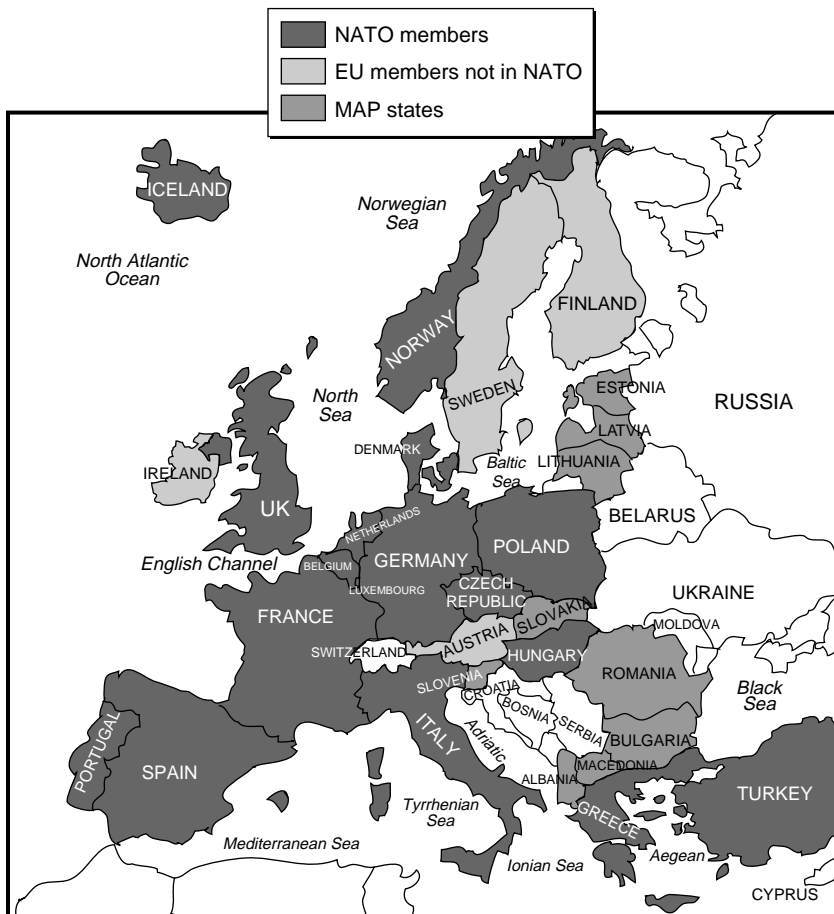 NATO members
EU members not in NATO
MAP states
ICELAND
Norwegian
Sea
North Atlantic
Ocean
FINLAND
NORWAY
SWEDEN
North
Sea
ESTONIA
RUSSIA
LATVIA
DENMARK
Baltic
Sea
LITHUANIA
IRELAND
UK
BELARUS
NETHERLANDS
English Channel
BELGIUM
GERMANY
POLAND
CZECH
REPUBLIC
LUXEMBOURG
UKRAINE
FRANCE
SLOVAKIA
MOLDOVA
SWITZERLAND
AUSTRIA
HUNGARY
SLOVENIA
CROATIA
ROMANIA
BOSNIA
Black
Sea
PORTUGAL
SPAIN
ITALY
Adriatic
SERBIA
BULGARIA
MACEDONIA
ALBANIA
TURKEY
Tyrrhenian
Sea
GREECE
Mediterranean Sea
Ionian Sea
Aegean
CYPRUS